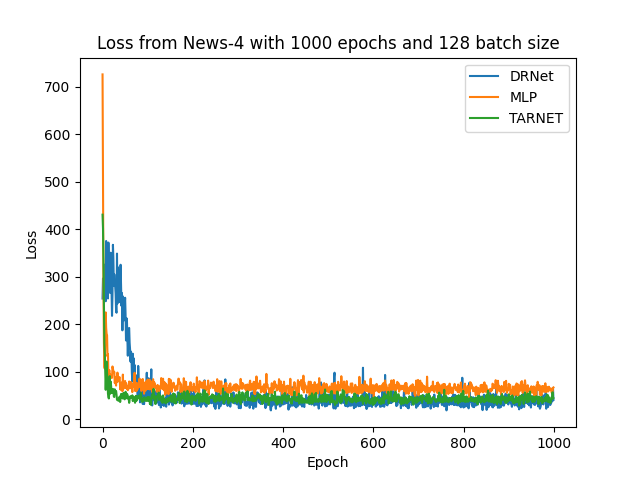 Loss from News-4 with 1000 epochs and 128 batch size
DRNet
MLP
TARNET
Loss
700
600
500
400
300
200
100
0
0 200 400 600 800 1000
Epoch